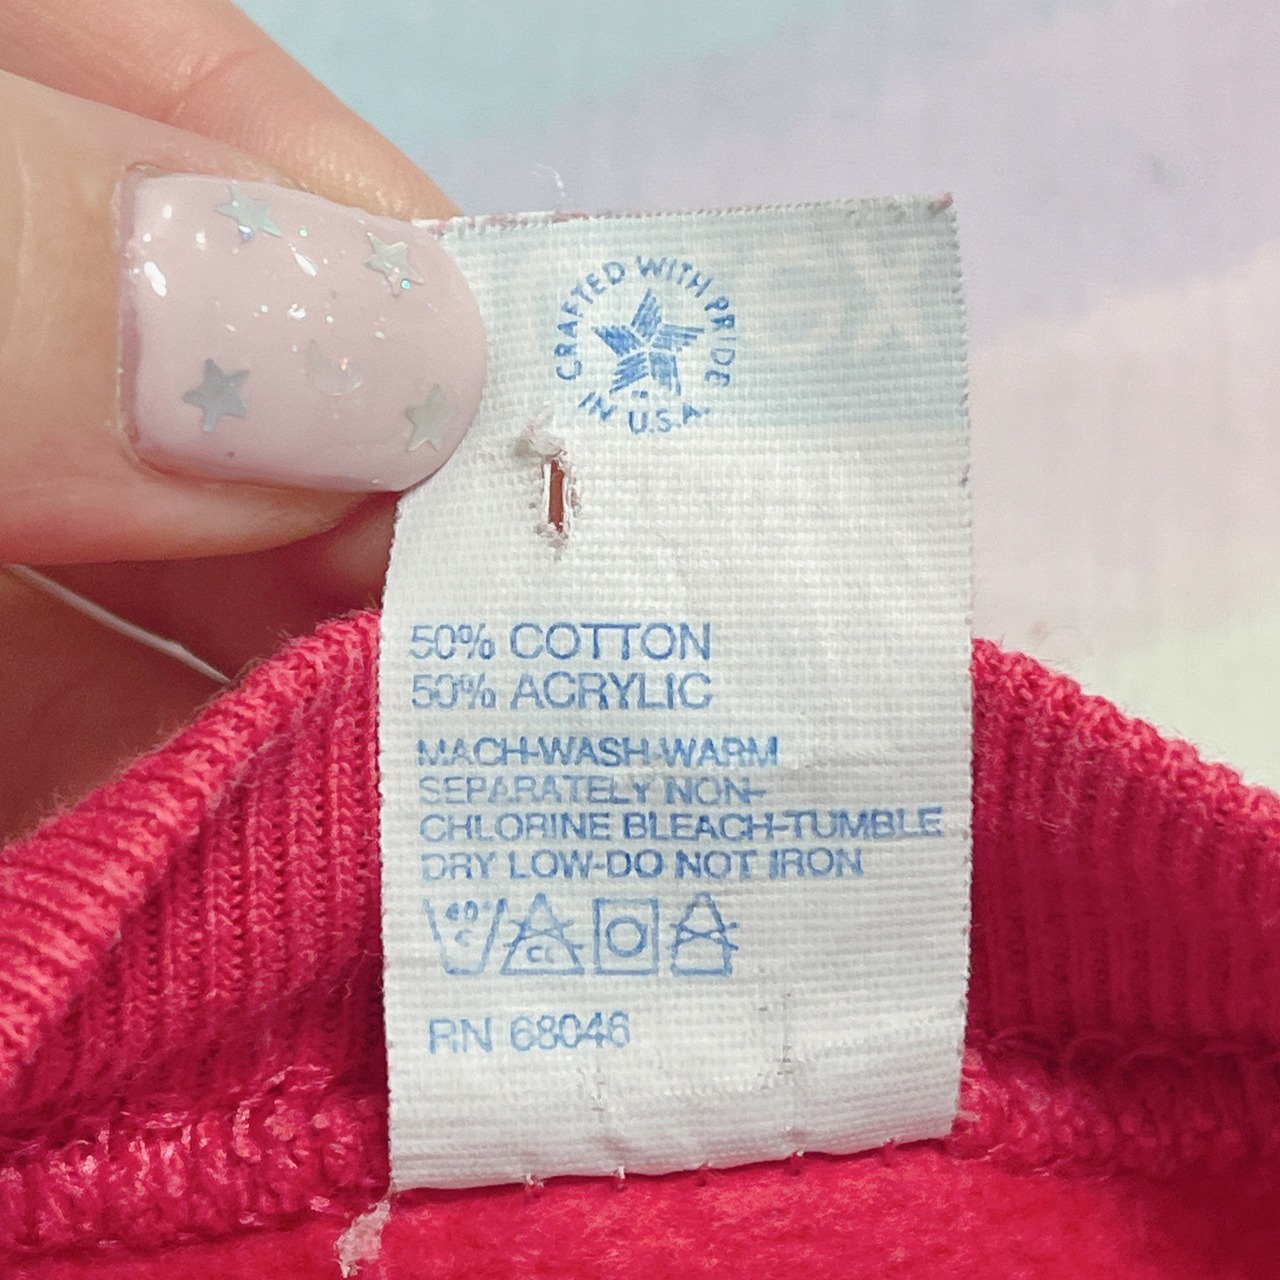 CRAFTED WITH PRIDE
IN U.S.A.
50% COTTON
50% ACRYLIC
MACH-WASH-WARM
SEPARATELY NON-
CHLORINE BLEACH-TUMBLE
DRY LOW-DO NOT IRON
40°
C
CL
RN 68046